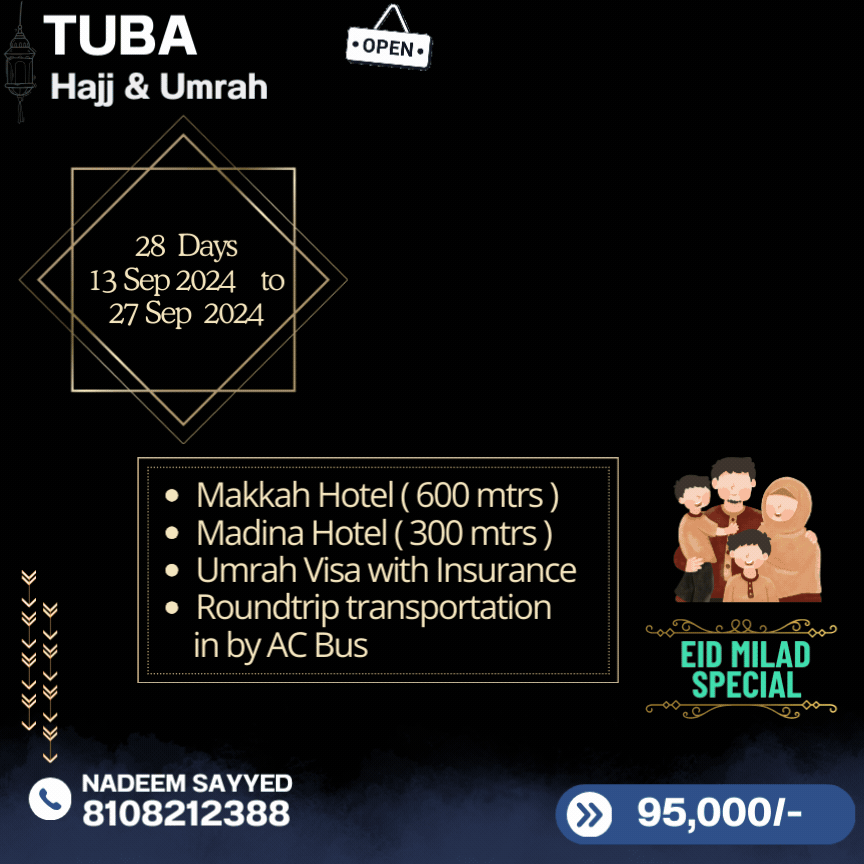 TUBA
Hajj & Umrah
• OPEN •
28 Days
13 Sep 2024 to
27 Sep 2024
• Makkah Hotel ( 600 mtrs )
• Madina Hotel ( 300 mtrs )
• Umrah Visa with Insurance
• Roundtrip transportation
in by AC Bus
EID MILAD
SPECIAL
NADEEM SAYYED
8108212388
95,000/-